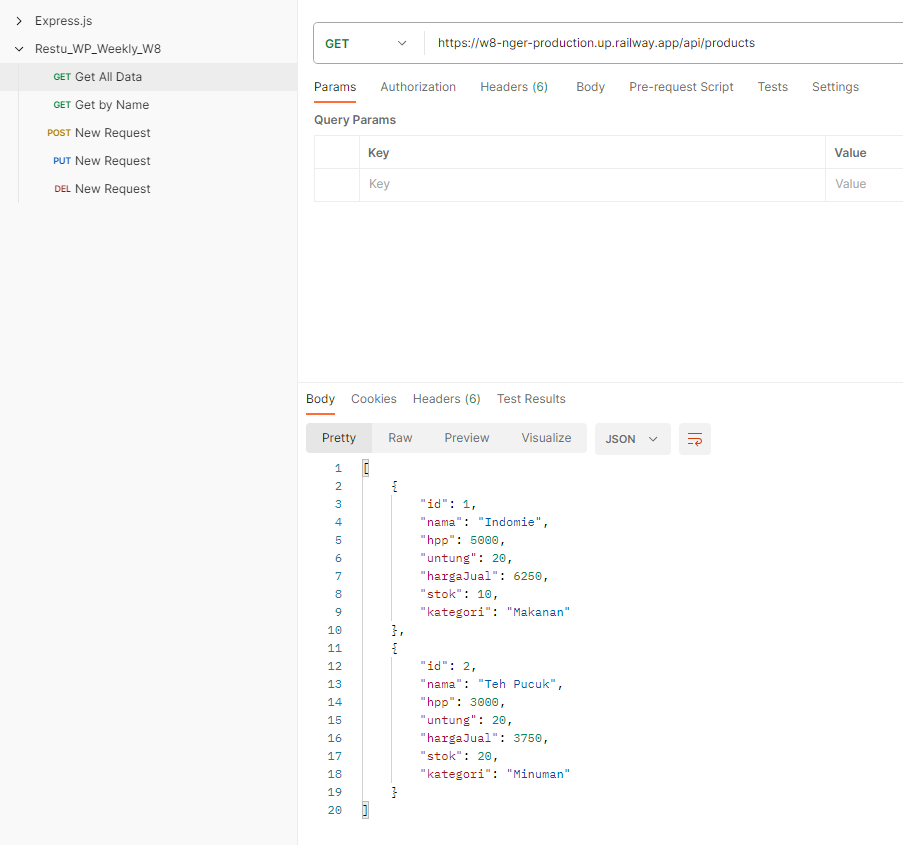 Express.js
Restu_WP_Weekly_W8
GET Get All Data
GET Get by Name
POST New Request
PUT New Request
DEL New Request
GET https://w8-nger-production.up.railway.app/api/products
Params Authorization Headers (6) Body Pre-request Script Tests Settings
Query Params
Key Value
Key Value
Body Cookies Headers (6) Test Results
Pretty Raw Preview Visualize JSON
1 [
2 {
3 "id": 1,
4 "nama": "Indomie",
5 "hpp": 5000,
6 "untung": 20,
7 "hargaJual": 6250,
8 "stok": 10,
9 "kategori": "Makanan"
10 },
11 {
12 "id": 2,
13 "nama": "Teh Pucuk",
14 "hpp": 3000,
15 "untung": 20,
16 "hargaJual": 3750,
17 "stok": 20,
18 "kategori": "Minuman"
19 }
20 ]